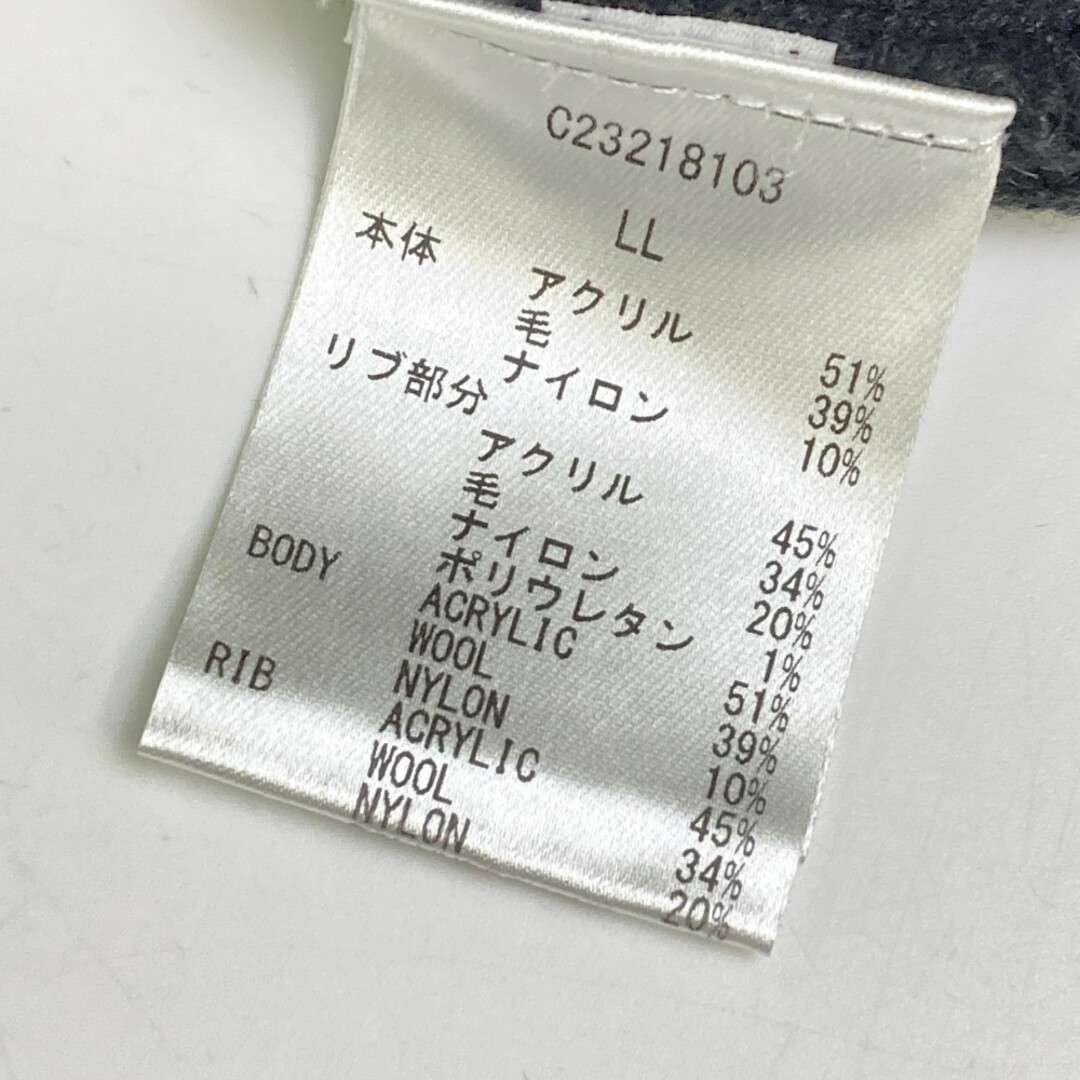 C23218103
LL
本体
アクリル 51%
毛 39%
ナイロン 10%
リブ部分
アクリル 45%
毛 34%
ナイロン 20%
ポリウレタン 1%
BODY ACRYLIC 51%
WOOL 39%
NYLON 10%
RIB ACRYLIC 45%
WOOL 34%
NYLON 20%